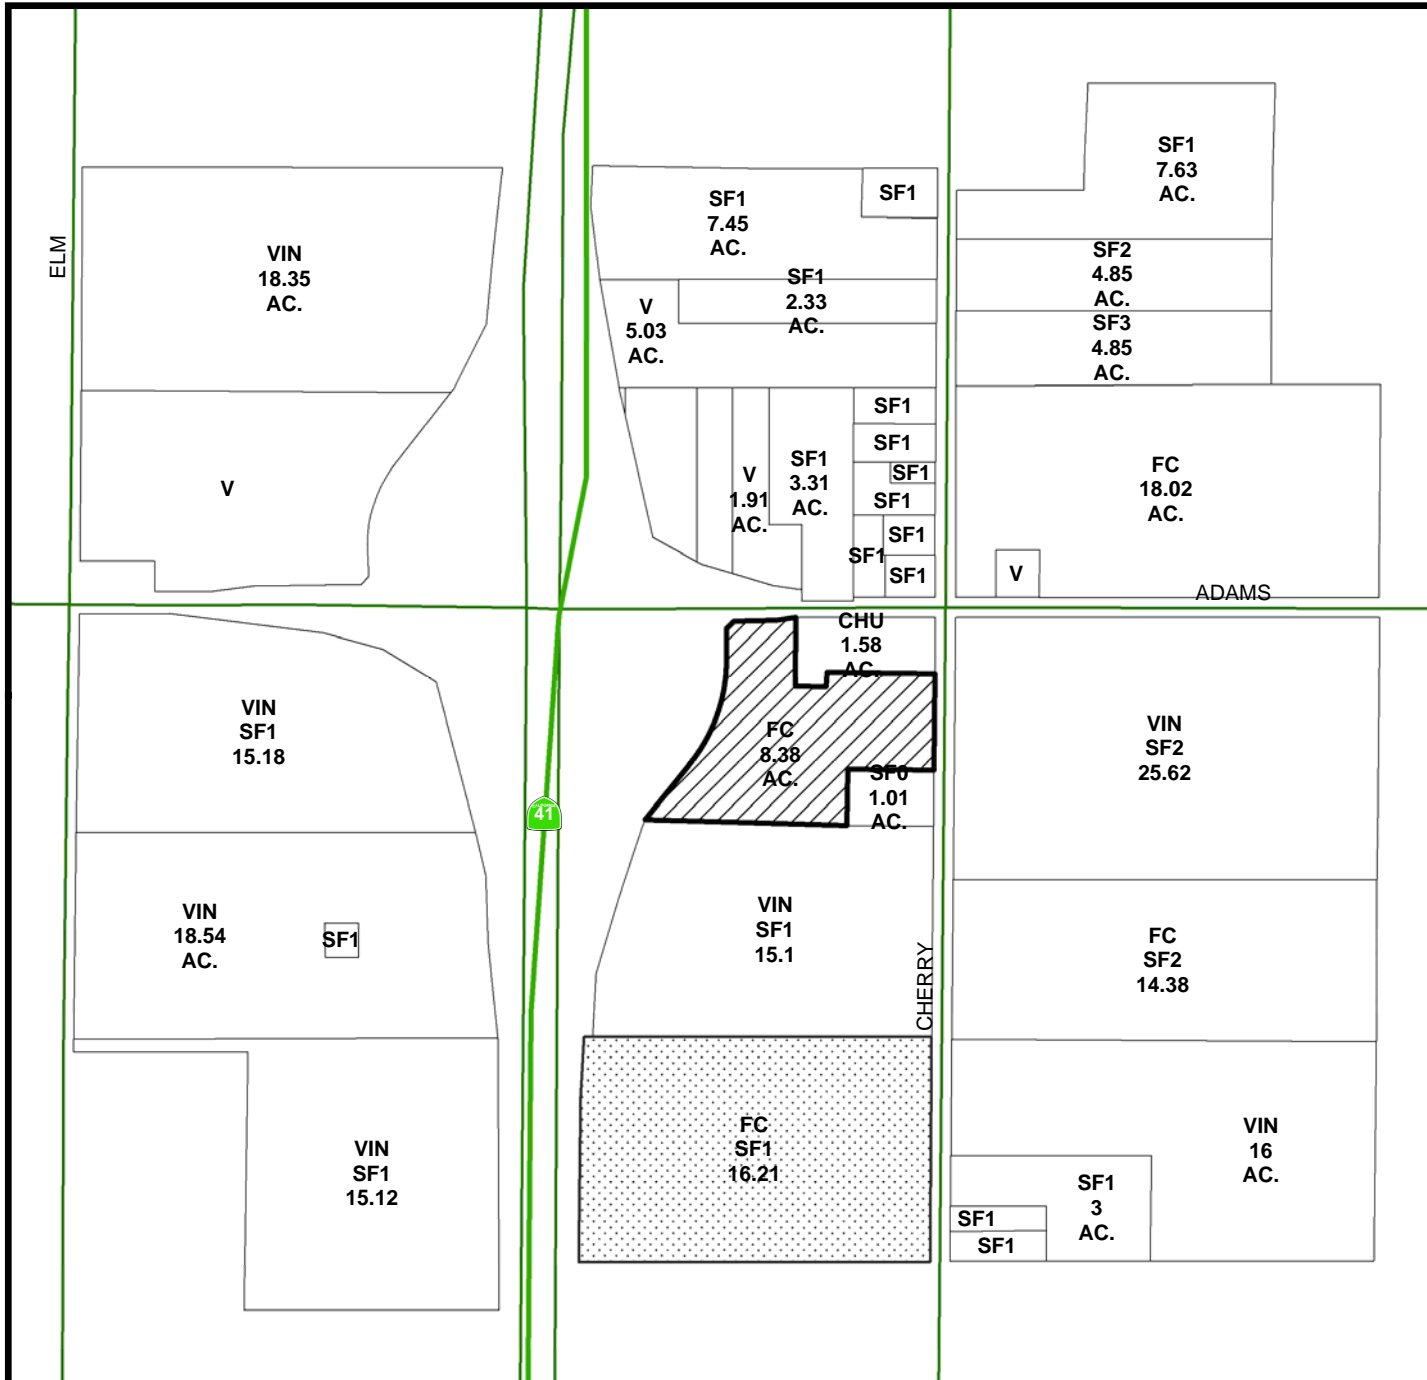 SF1
7.63
AC.
SF1
SF1
7.45
AC.
ELM
VIN
18.35
AC.
SF2
4.85
AC.
SF1
2.33
AC.
V
5.03
AC.
SF3
4.85
AC.
SF1
SF1
SF1
SF1
SF1
SF1
SF1
V
1.91
AC.
SF1
3.31
AC.
V
FC
18.02
AC.
V
ADAMS
CHU
1.58
AC.
VIN
SF1
15.18
FC
8.38
AC.
SF0
1.01
AC.
VIN
SF2
25.62
41
VIN
18.54
AC.
SF1
VIN
SF1
15.1
CHERRY
FC
SF2
14.38
FC
SF1
16.21
VIN
SF1
15.12
VIN
16
AC.
SF1
3
AC.
SF1
SF1